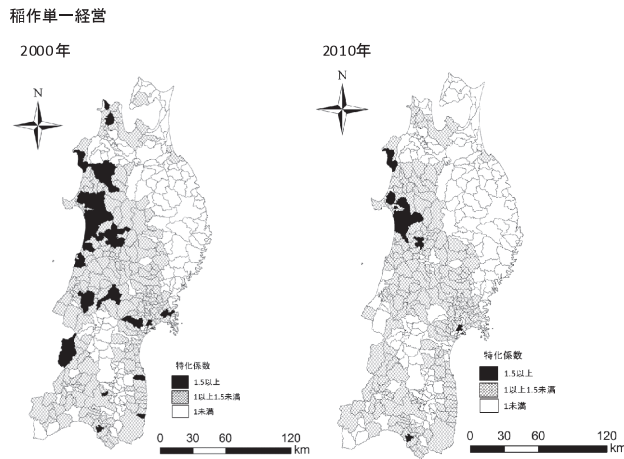 稲作単一経営
2000年
2010年
N
N
特化係数
1.5以上
1以上1.5未満
1未満
0 30 60 120
km
特化係数
1.5以上
1以上1.5未満
1未満
0 30 60 120
km